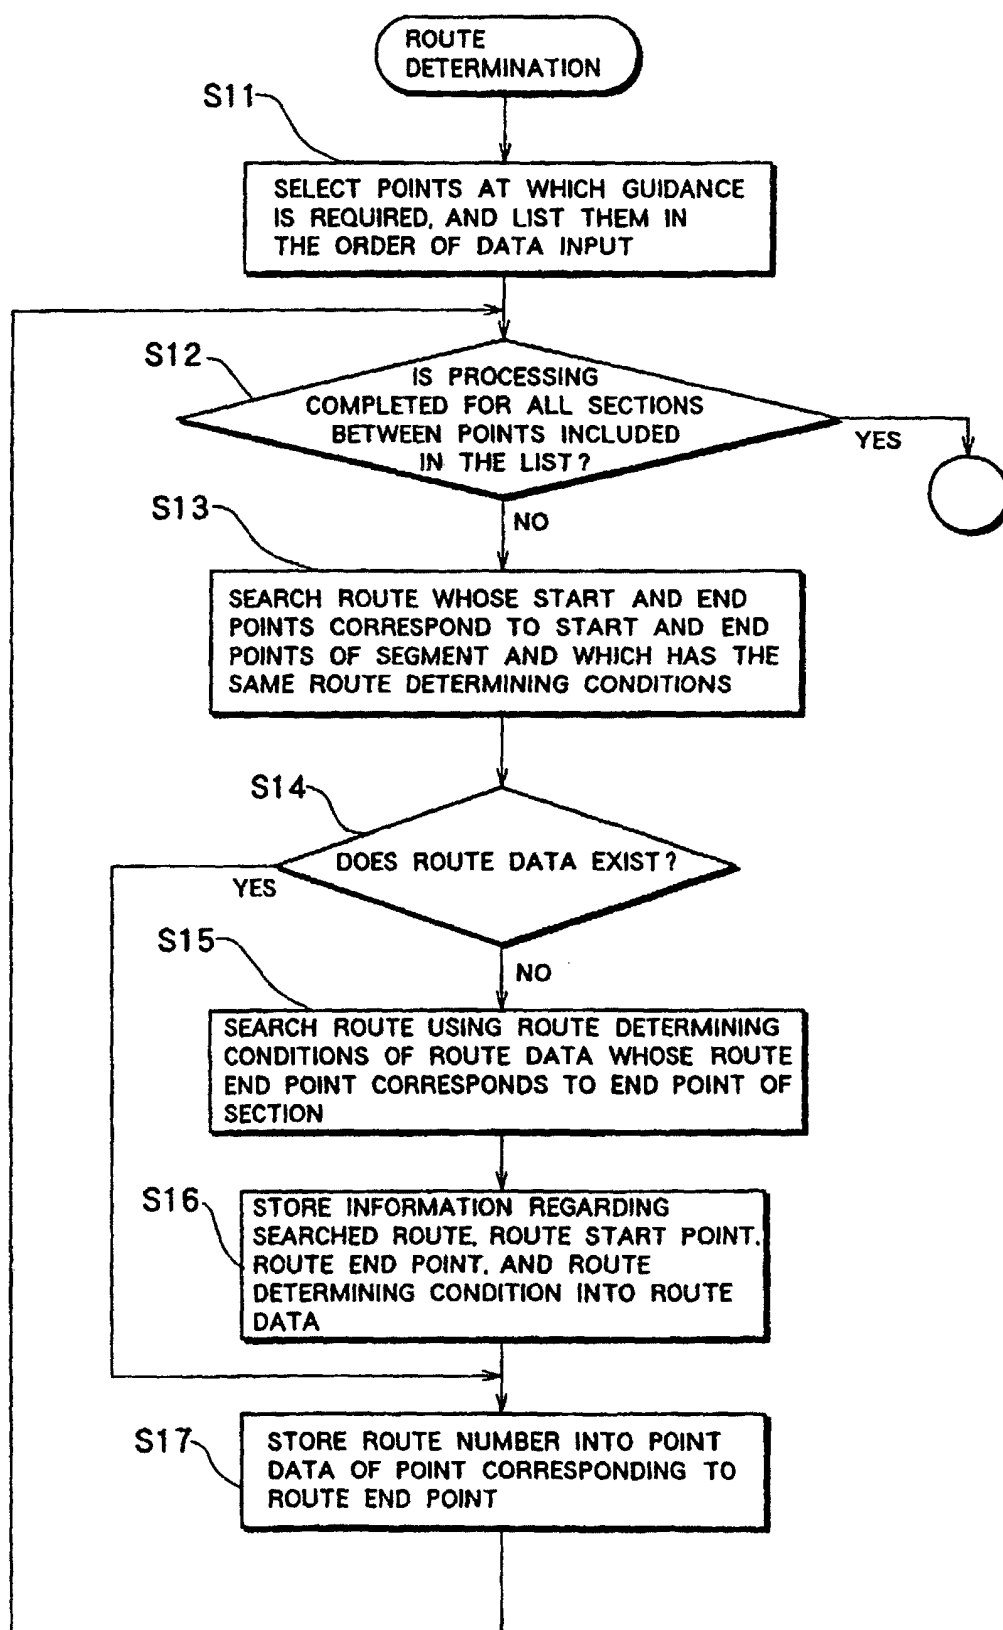 ROUTE
DETERMINATION
S11
SELECT POINTS AT WHICH GUIDANCE
IS REQUIRED, AND LIST THEM IN
THE ORDER OF DATA INPUT
S12
IS PROCESSING
COMPLETED FOR ALL SECTIONS
BETWEEN POINTS INCLUDED
IN THE LIST?
YES
NO
S13
SEARCH ROUTE WHOSE START AND END
POINTS CORRESPOND TO START AND END
POINTS OF SEGMENT AND WHICH HAS THE
SAME ROUTE DETERMINING CONDITIONS
S14
DOES ROUTE DATA EXIST?
YES
NO
S15
SEARCH ROUTE USING ROUTE DETERMINING
CONDITIONS OF ROUTE DATA WHOSE ROUTE
END POINT CORRESPONDS TO END POINT OF
SECTION
S16
STORE INFORMATION REGARDING
SEARCHED ROUTE, ROUTE START POINT,
ROUTE END POINT, AND ROUTE
DETERMINING CONDITION INTO ROUTE
DATA
S17
STORE ROUTE NUMBER INTO POINT
DATA OF POINT CORRESPONDING TO
ROUTE END POINT